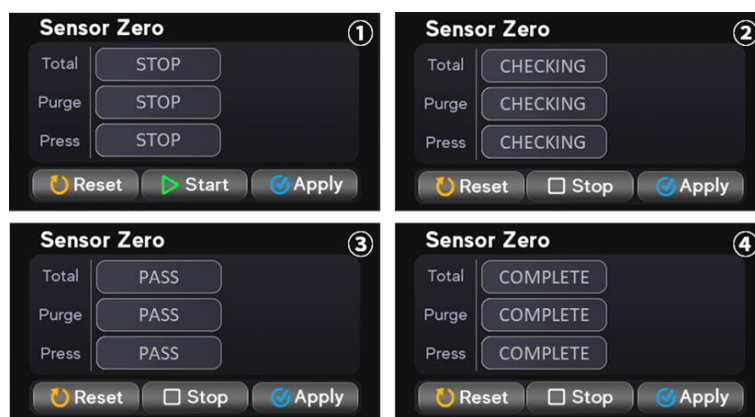 Sensor Zero ①
Total STOP
Purge STOP
Press STOP
Reset Start Apply
Sensor Zero ②
Total CHECKING
Purge CHECKING
Press CHECKING
Reset Stop Apply
Sensor Zero ③
Total PASS
Purge PASS
Press PASS
Reset Stop Apply
Sensor Zero ④
Total COMPLETE
Purge COMPLETE
Press COMPLETE
Reset Stop Apply